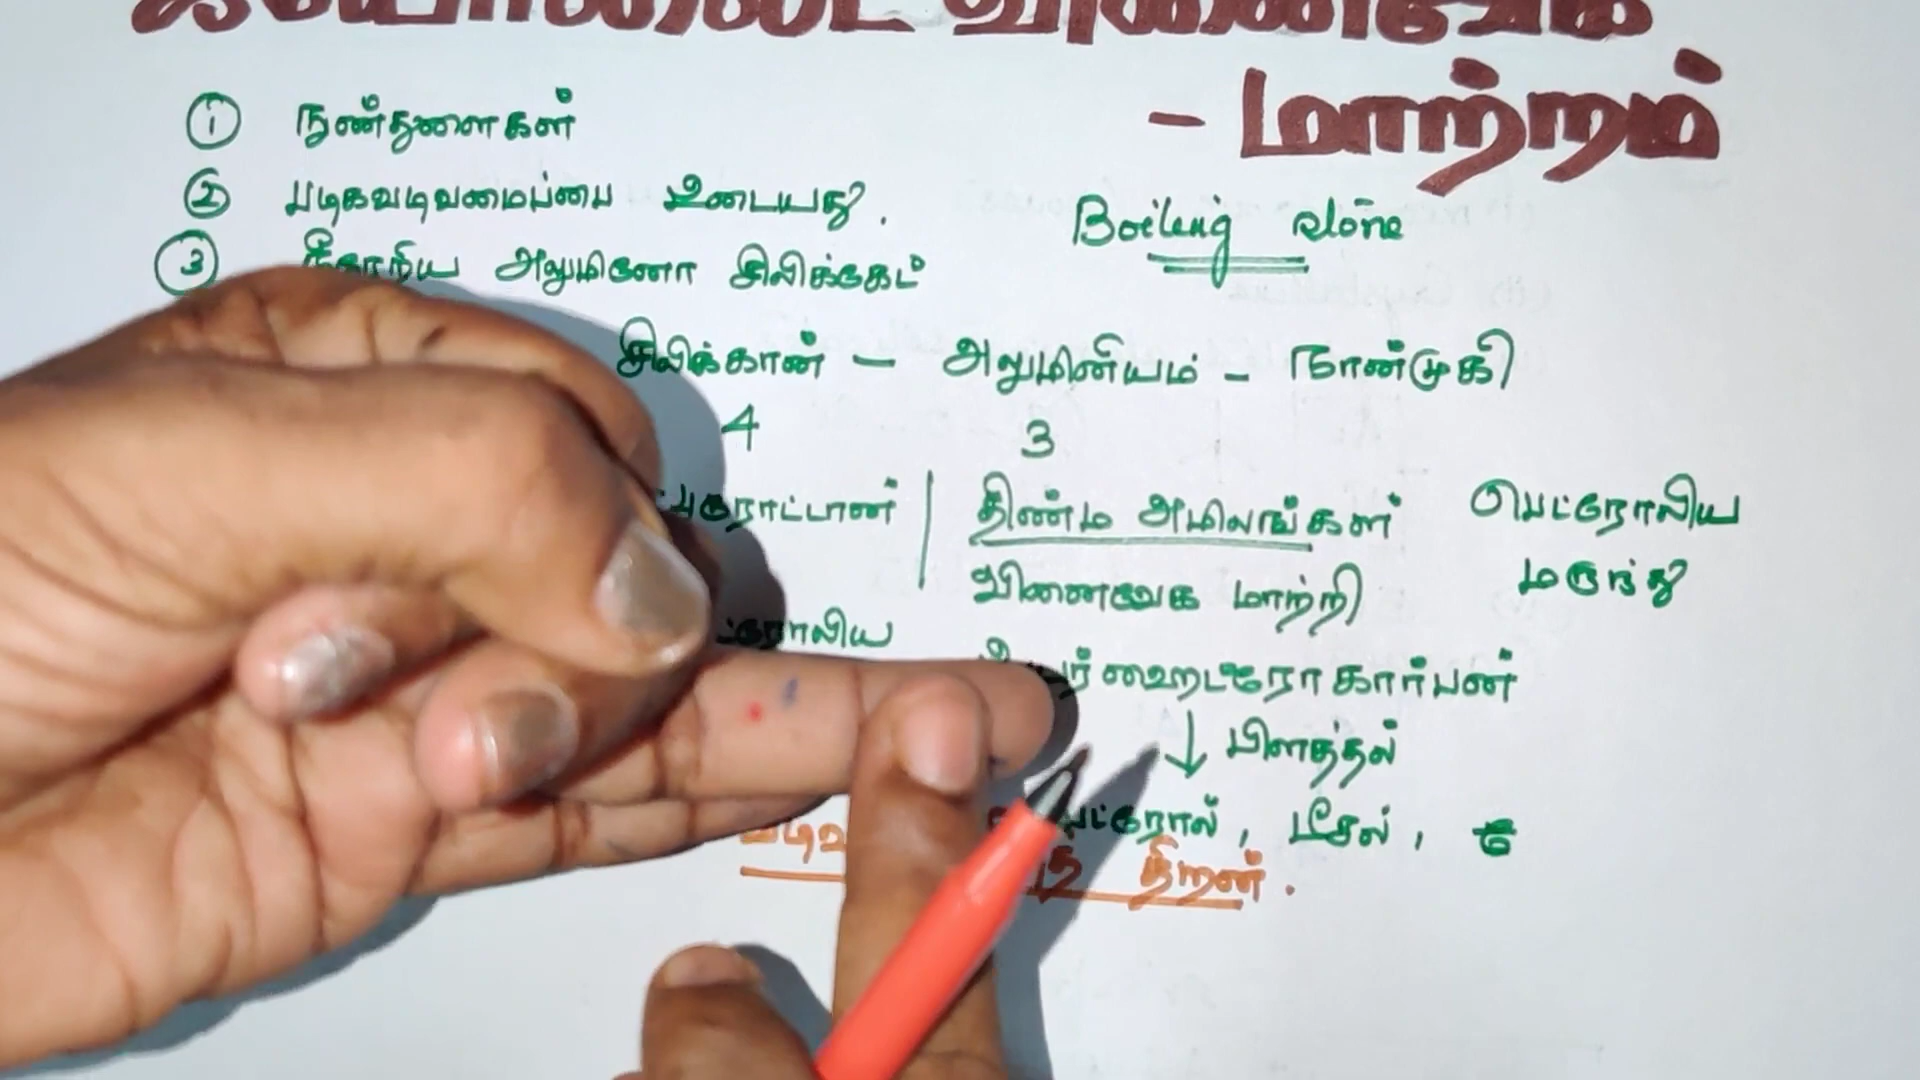 வினைவேக
- மாற்றம்
① நுண்துளைகள்
② படிகவடிவமைப்பை உடையது.
Boiling stone
③ நீரேறிய அலுமினோ சிலிக்கேட்
சிலிக்கான் - அலுமினியம் - நான்முகி
4 3
திண்ம அமிலங்கள்
பெட்ரோலிய
வினைவேக மாற்றி
மருந்து
ஹைட்ரோகார்பன்
↓ பிளத்தல்
டீசல்,
திறன்.